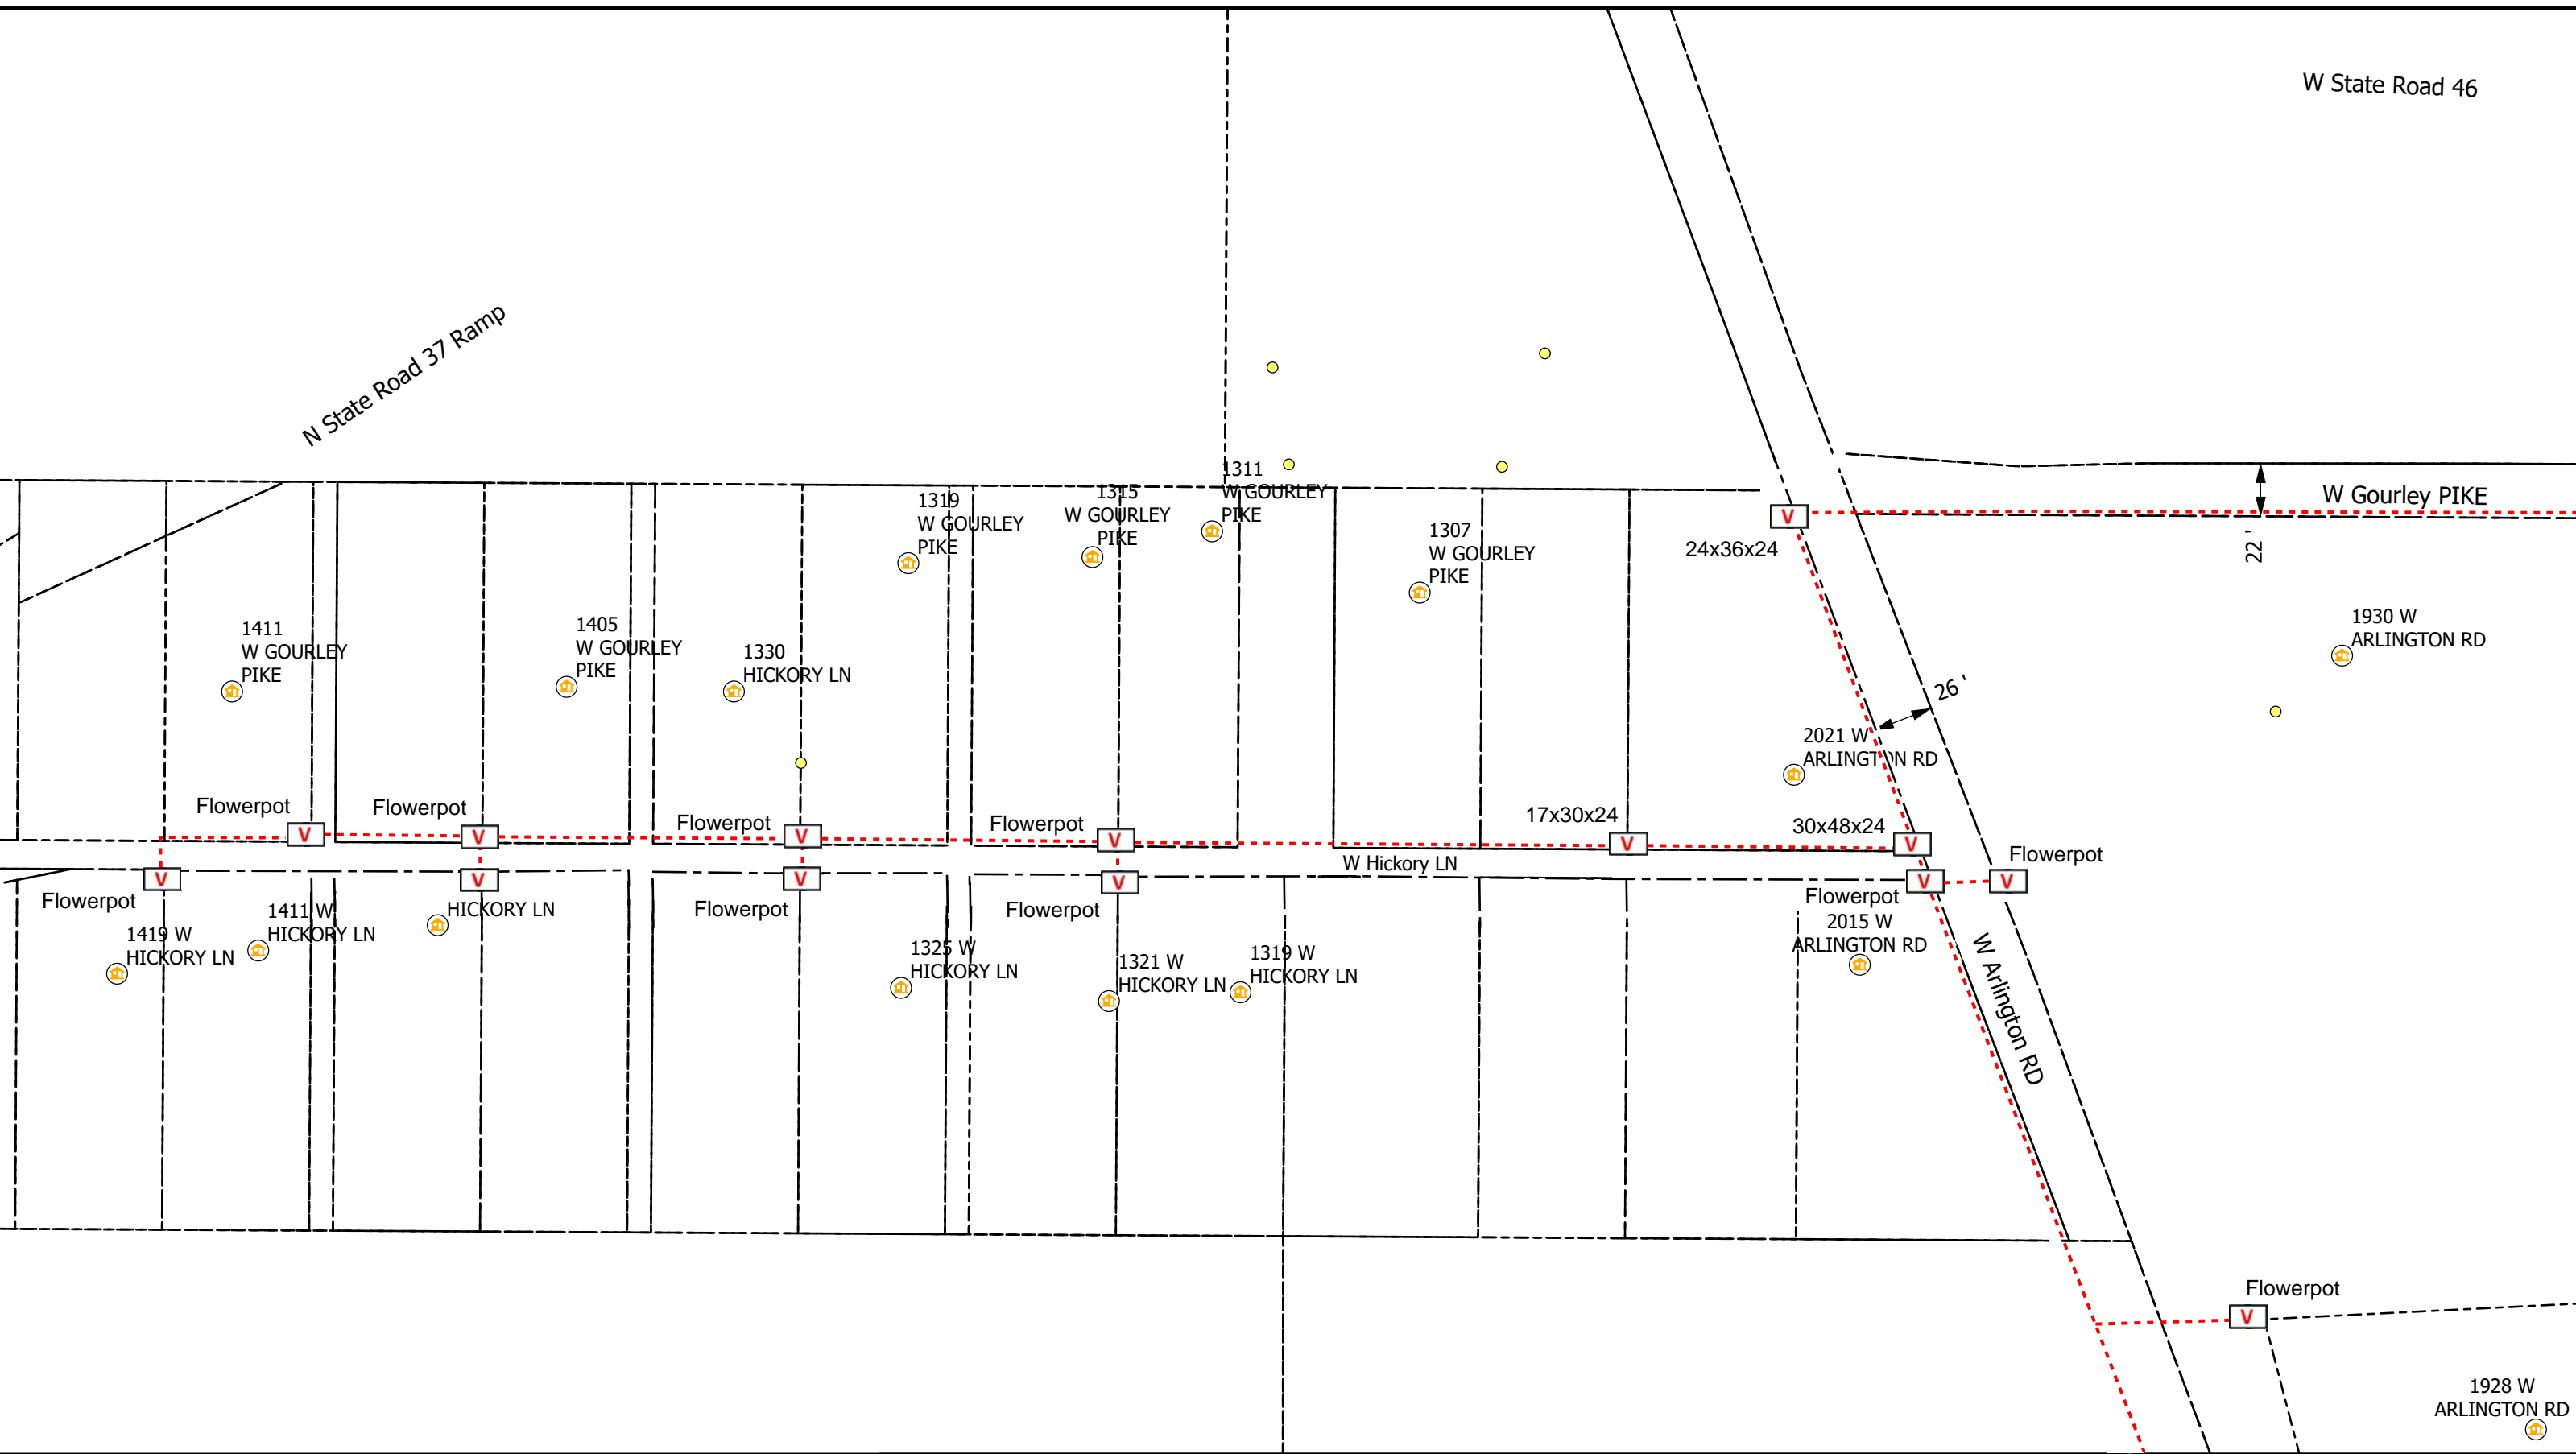 W State Road 46
N State Road 37 Ramp
1311
W GOURLEY
PIKE
1315
W GOURLEY
PIKE
1319
W GOURLEY
PIKE
W Gourley PIKE
22 '
1307
W GOURLEY
PIKE
V
24x36x24
1411
W GOURLEY
PIKE
1405
W GOURLEY
PIKE
1330
HICKORY LN
1930 W
ARLINGTON RD
26 '
2021 W
ARLINGTON RD
Flowerpot
Flowerpot
Flowerpot
Flowerpot
17x30x24
30x48x24
V
V
V
V
V
V
W Hickory LN
Flowerpot
V
V
V
V
V
V
Flowerpot
Flowerpot
Flowerpot
Flowerpot
1419 W
HICKORY LN
1411 W
HICKORY LN
HICKORY LN
1325 W
HICKORY LN
1321 W
HICKORY LN
1319 W
HICKORY LN
2015 W
ARLINGTON RD
W Arlington RD
Flowerpot
V
1928 W
ARLINGTON RD